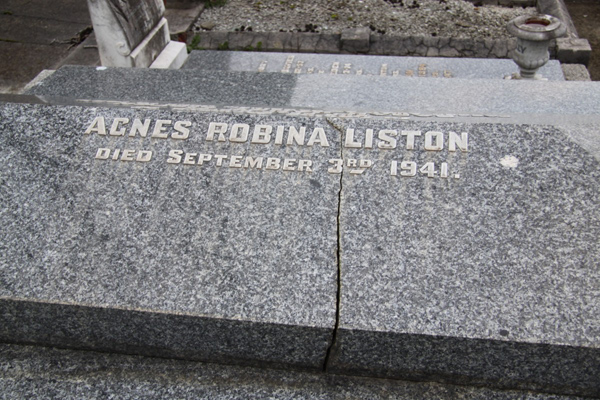 AGNES ROBINA LISTON
DIED SEPTEMBER 3RD 1941.